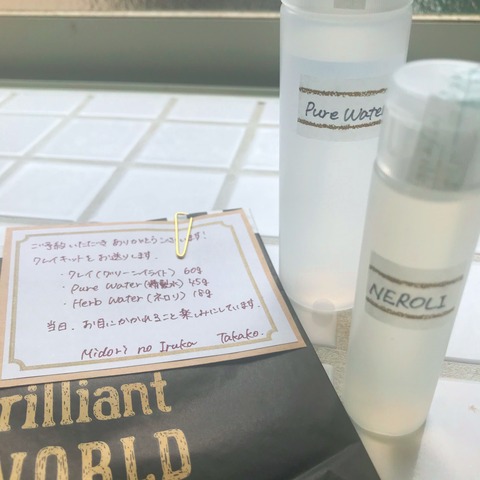 ご予約いただき ありがとうございます！
クレイキットをお送りします。
・クレイ（グリーンイライト） 60g
・Pure Water（精製水） 45g
・Herb Water（ネロリ） 18g
当日、お目にかかれること楽しみにしています。
Midori no Iruka Takako.
Pure Water
NEROLI
rilliant
WORLD